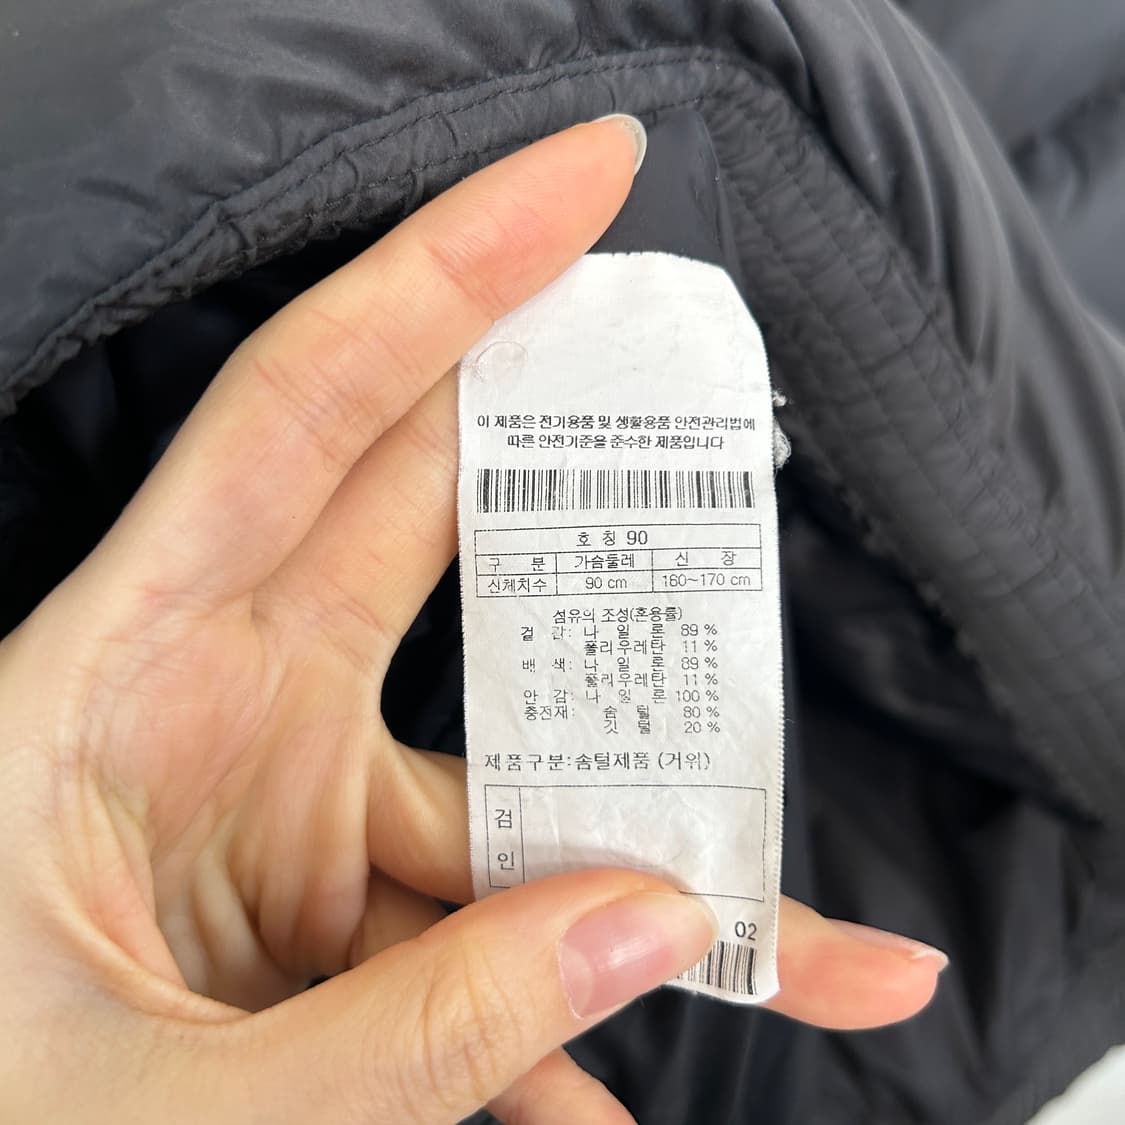 이 제품은 전기용품 및 생활용품 안전관리법에
따른 안전기준을 준수한 제품입니다
호 칭 90
구 분 가슴둘레 신 장
신체치수 90 cm 160~170 cm
섬유의 조성(혼용률)
겉 감: 나 일 론 89 %
폴리우레탄 11 %
배 색: 나 일 론 89 %
폴리우레탄 11 %
안 감: 나 일 론 100 %
충전재: 솜 털 80 %
깃 털 20 %
제품구분:솜털제품 (거위)
검
인
02